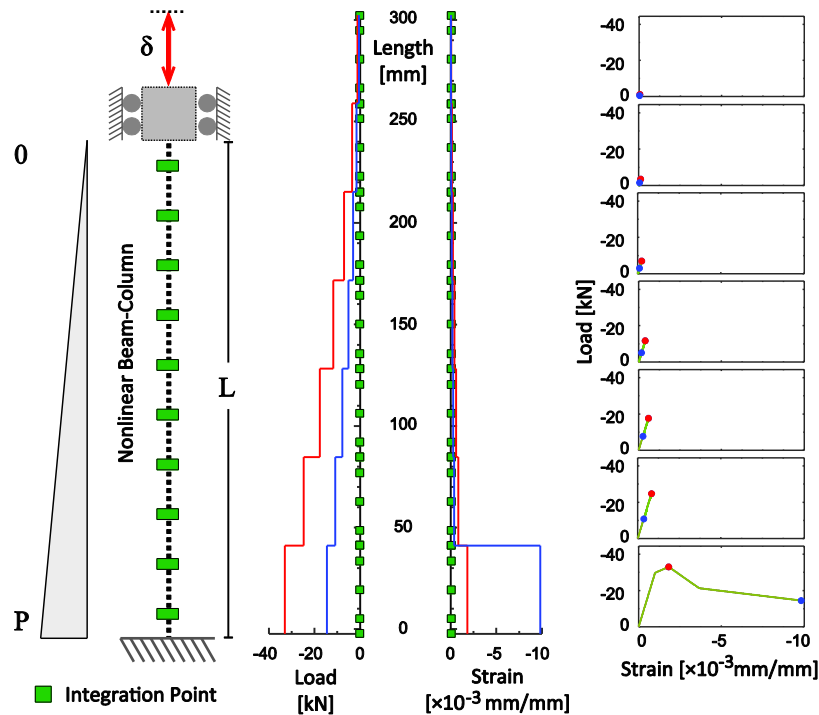 δ
0
Nonlinear Beam-Column
L
P
Integration Point
300
Length
[mm]
250
200
150
100
50
0
-40 -20 0
Load
[kN]
0 -5 -10
Strain
[×10⁻³ mm/mm]
Load [kN]
-40
-20
0
-40
-20
0
-40
-20
0
-40
-20
0
-40
-20
0
-40
-20
0
-40
-20
0
0 -5 -10
Strain [×10⁻³mm/mm]